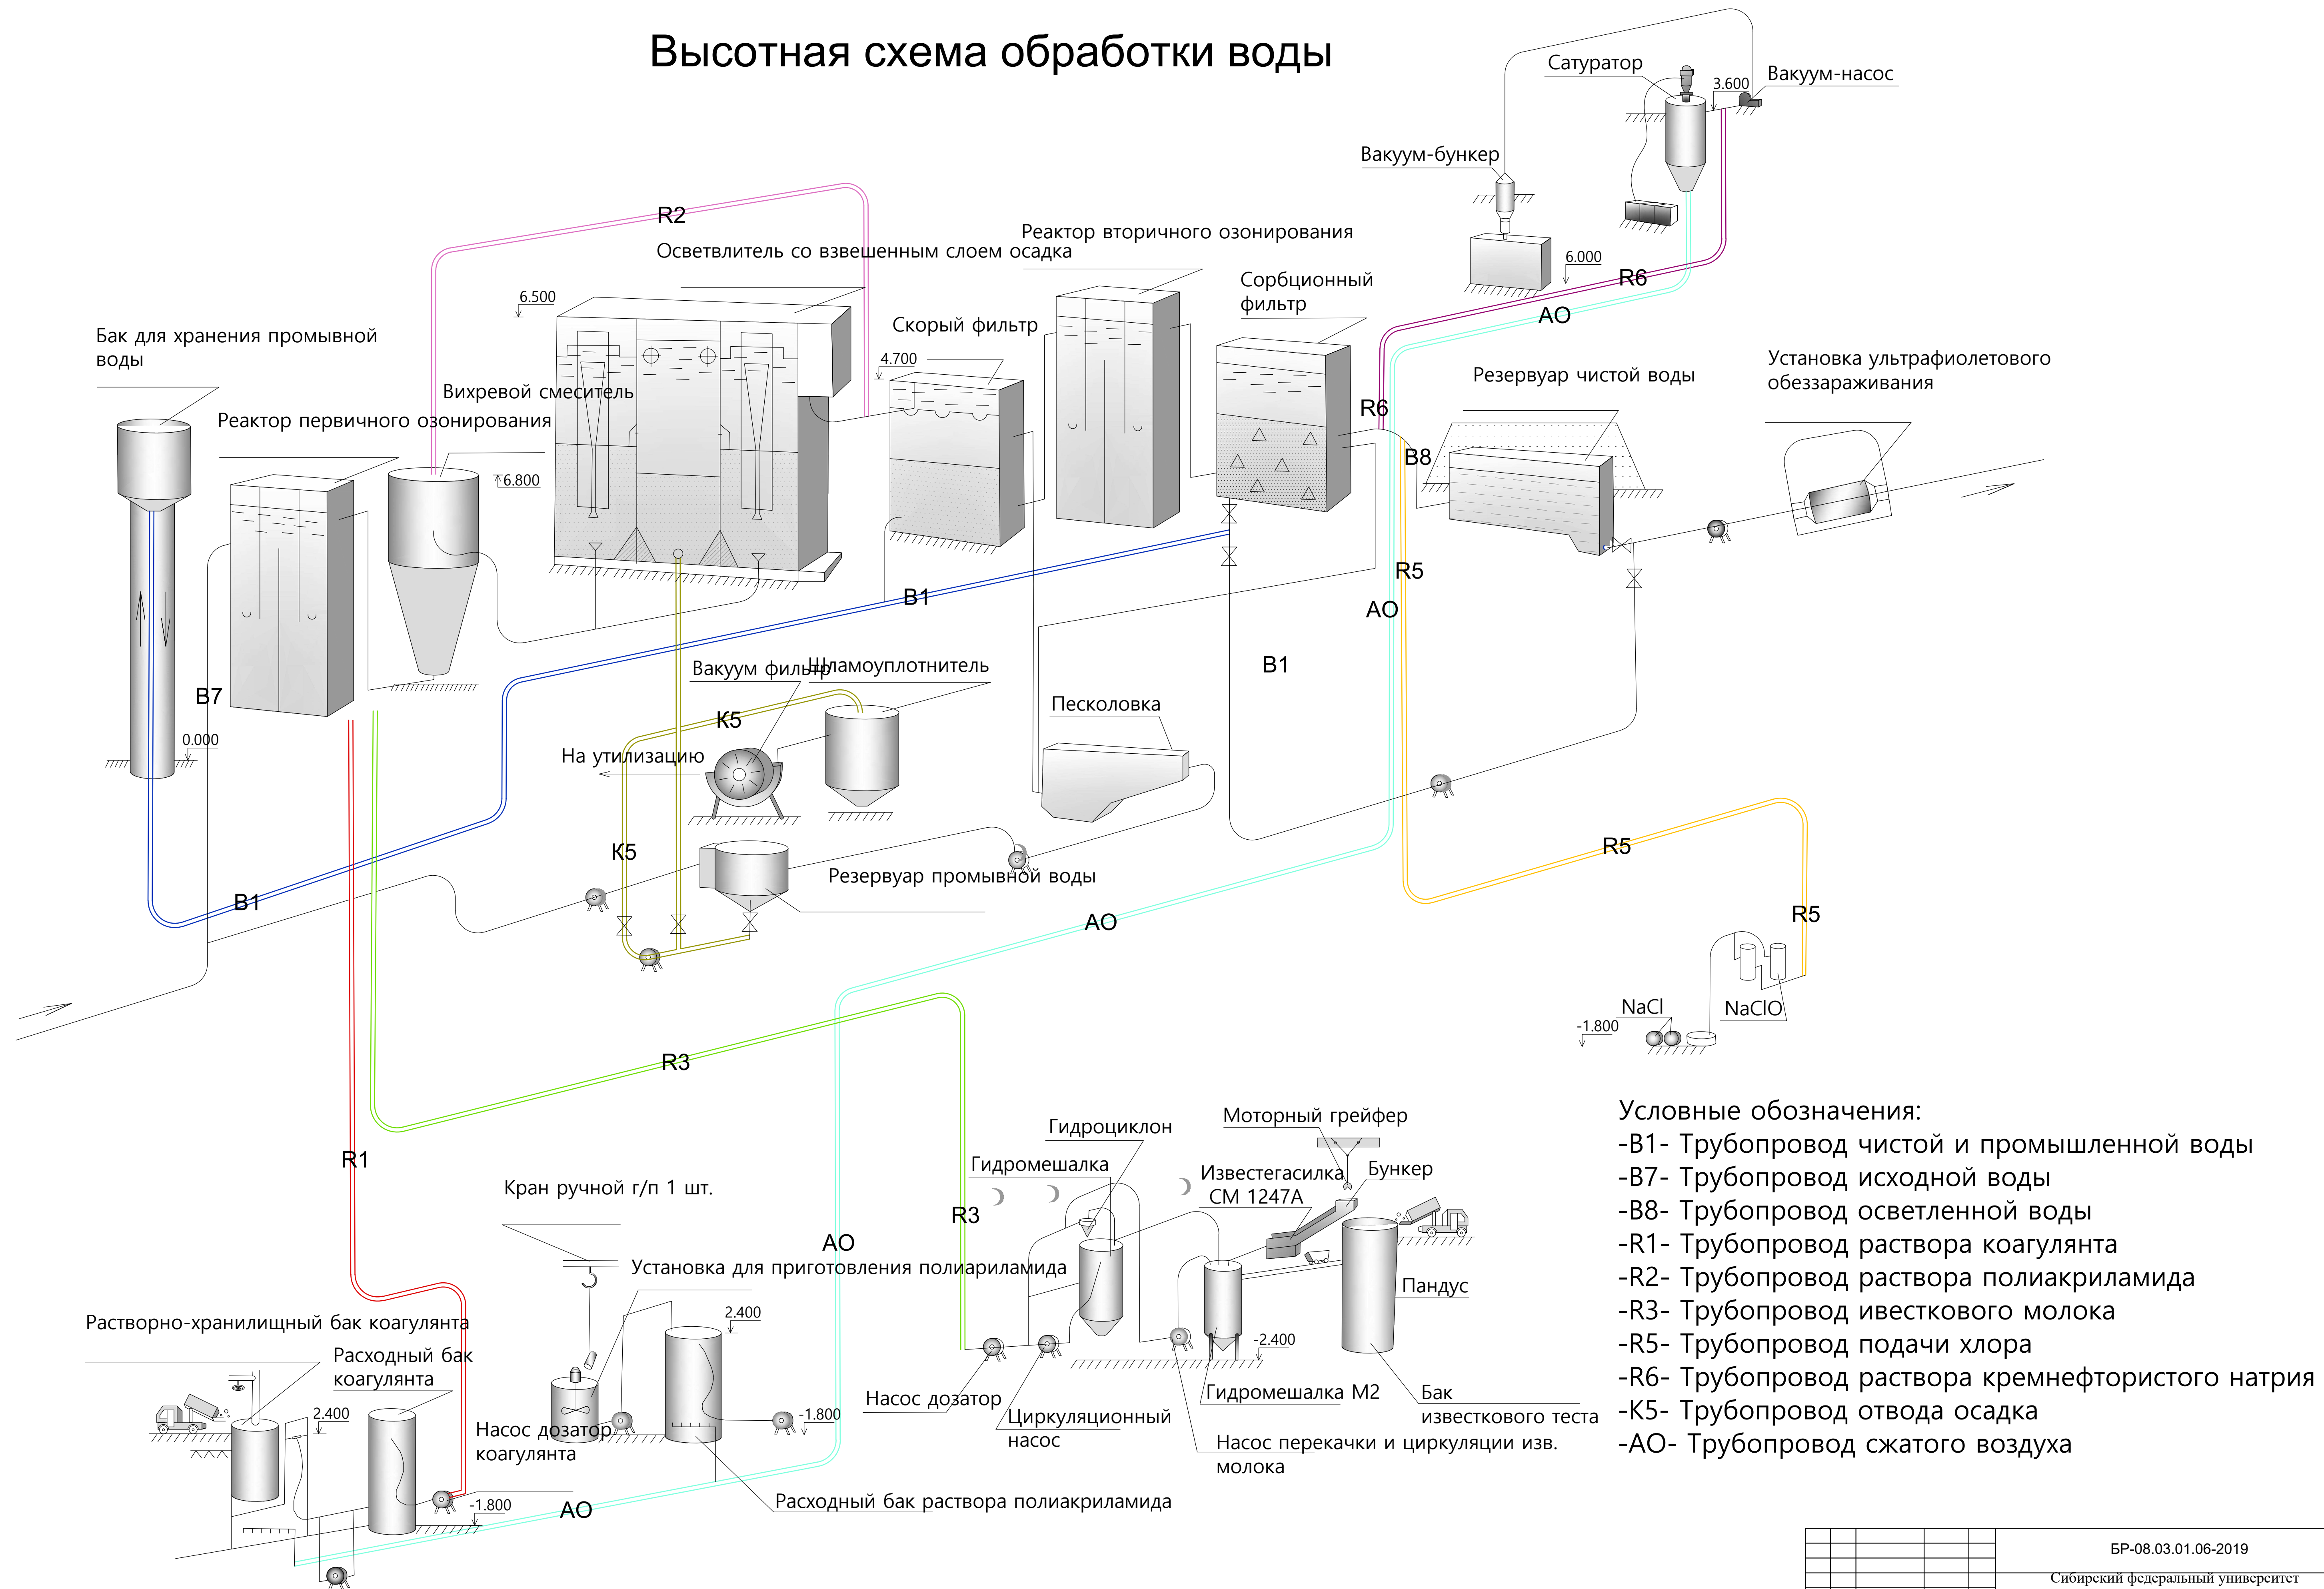 Высотная схема обработки воды
Сатуратор
Вакуум-насос
3.600
Вакуум-бункер
R2
Реактор вторичного озонирования
Осветвлитель со взвешенным слоем осадка
6.000
R6
Сорбционный
фильтр
6.500
АО
Скорый фильтр
Бак для хранения промывной
воды
4.700
Установка ультрафиолетового
обеззараживания
Резервуар чистой воды
Вихревой смеситель
R6
Реактор первичного озонирования
В8
6.800
R5
В1
АО
В1
Вакуум фильтр
Шламоуплотнитель
В7
Песколовка
К5
0.000
На утилизацию
R5
К5
Резервуар промывной воды
В1
АО
R5
NaCl
NaClO
-1.800
R3
Условные обозначения:
-В1- Трубопровод чистой и промышленной воды
-В7- Трубопровод исходной воды
-В8- Трубопровод осветленной воды
-R1- Трубопровод раствора коагулянта
-R2- Трубопровод раствора полиакриламида
-R3- Трубопровод ивесткового молока
-R5- Трубопровод подачи хлора
-R6- Трубопровод раствора кремнефтористого натрия
-К5- Трубопровод отвода осадка
-АО- Трубопровод сжатого воздуха
Моторный грейфер
Гидроциклон
R1
Гидромешалка
Известегасилка
СМ 1247А
Бункер
Кран ручной г/п 1 шт.
R3
АО
Установка для приготовления полиариламида
Пандус
2.400
Растворно-хранилищный бак коагулянта
-2.400
Расходный бак
коагулянта
Насос дозатор
Гидромешалка М2
Бак
известкового теста
2.400
-1.800
Циркуляционный
насос
Насос дозатор
коагулянта
Насос перекачки и циркуляции изв.
молока
Расходный бак раствора полиакриламида
-1.800
АО
БР-08.03.01.06-2019
Сибирский федеральный университет